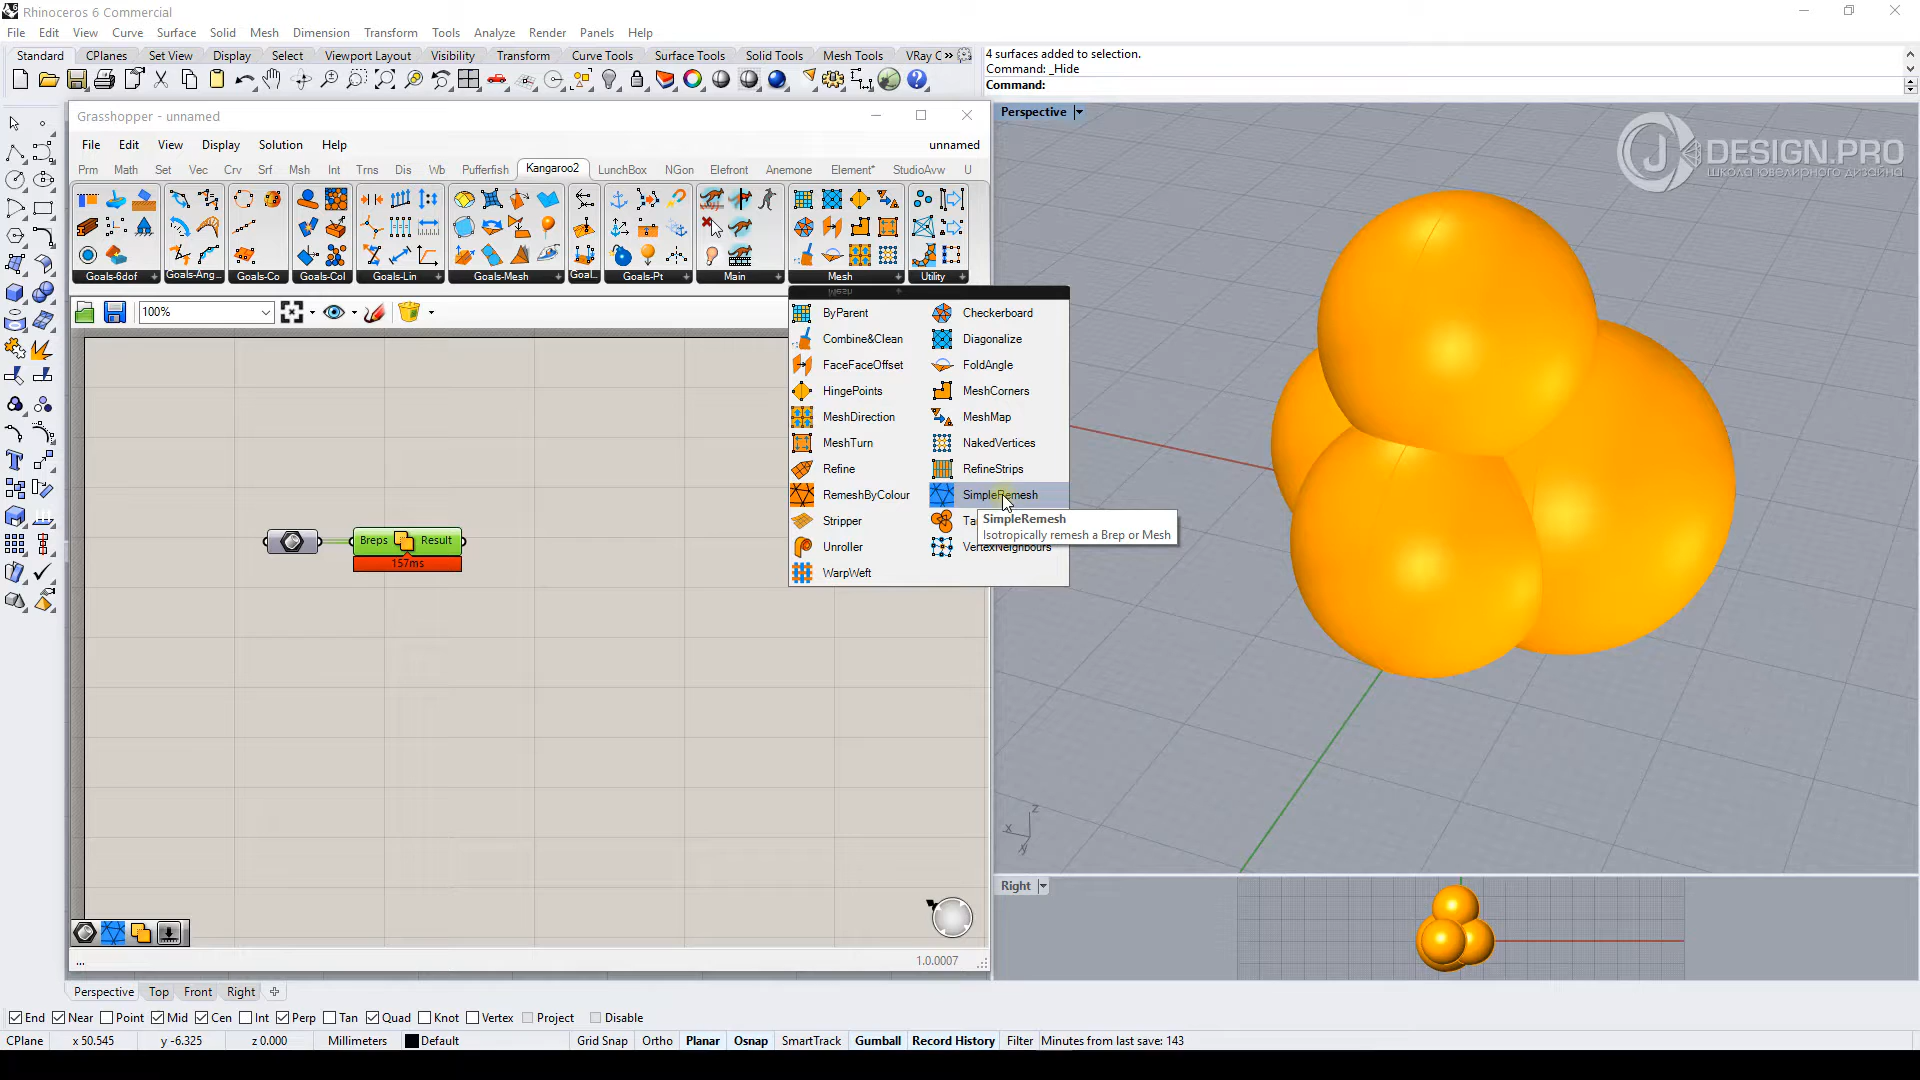 Rhinoceros 6 Commercial
File Edit View Curve Surface Solid Mesh Dimension Transform Tools Analyze Render Panels Help
Standard CPlanes Set View Display Select Viewport Layout Visibility Transform Curve Tools Surface Tools Solid Tools Mesh Tools VRay C »
4 surfaces added to selection.
Command: _Hide
Command:
Grasshopper - unnamed
File Edit View Display Solution Help unnamed
Prm Math Set Vec Crv Srf Msh Int Trns Dis Wb Pufferfish Kangaroo2 LunchBox NGon Elefront Anemone Element* StudioAvw U
Goals-6dof Goals-Ang... Goals-Co Goals-Col Goals-Lin Goals-Mesh Goal... Goals-Pt Main Mesh Utility
100%
Mesh
ByParent Checkerboard
Combine&Clean Diagonalize
FaceFaceOffset FoldAngle
HingePoints MeshCorners
MeshDirection MeshMap
MeshTurn NakedVertices
Refine RefineStrips
RemeshByColour SimpleRemesh
Stripper Ta
SimpleRemesh
Isotropically remesh a Brep or Mesh
Unroller VertexNeighbours
WarpWeft
Breps Result
157ms
...
1.0.0007
Perspective
JK DESIGN.PRO
школа ювелирного дизайна
z
x
y
Right
Perspective Top Front Right
End Near Point Mid Cen Int Perp Tan Quad Knot Vertex Project Disable
CPlane x 50.545 y -6.325 z 0.000 Millimeters Default Grid Snap Ortho Planar Osnap SmartTrack Gumball Record History Filter Minutes from last save: 143